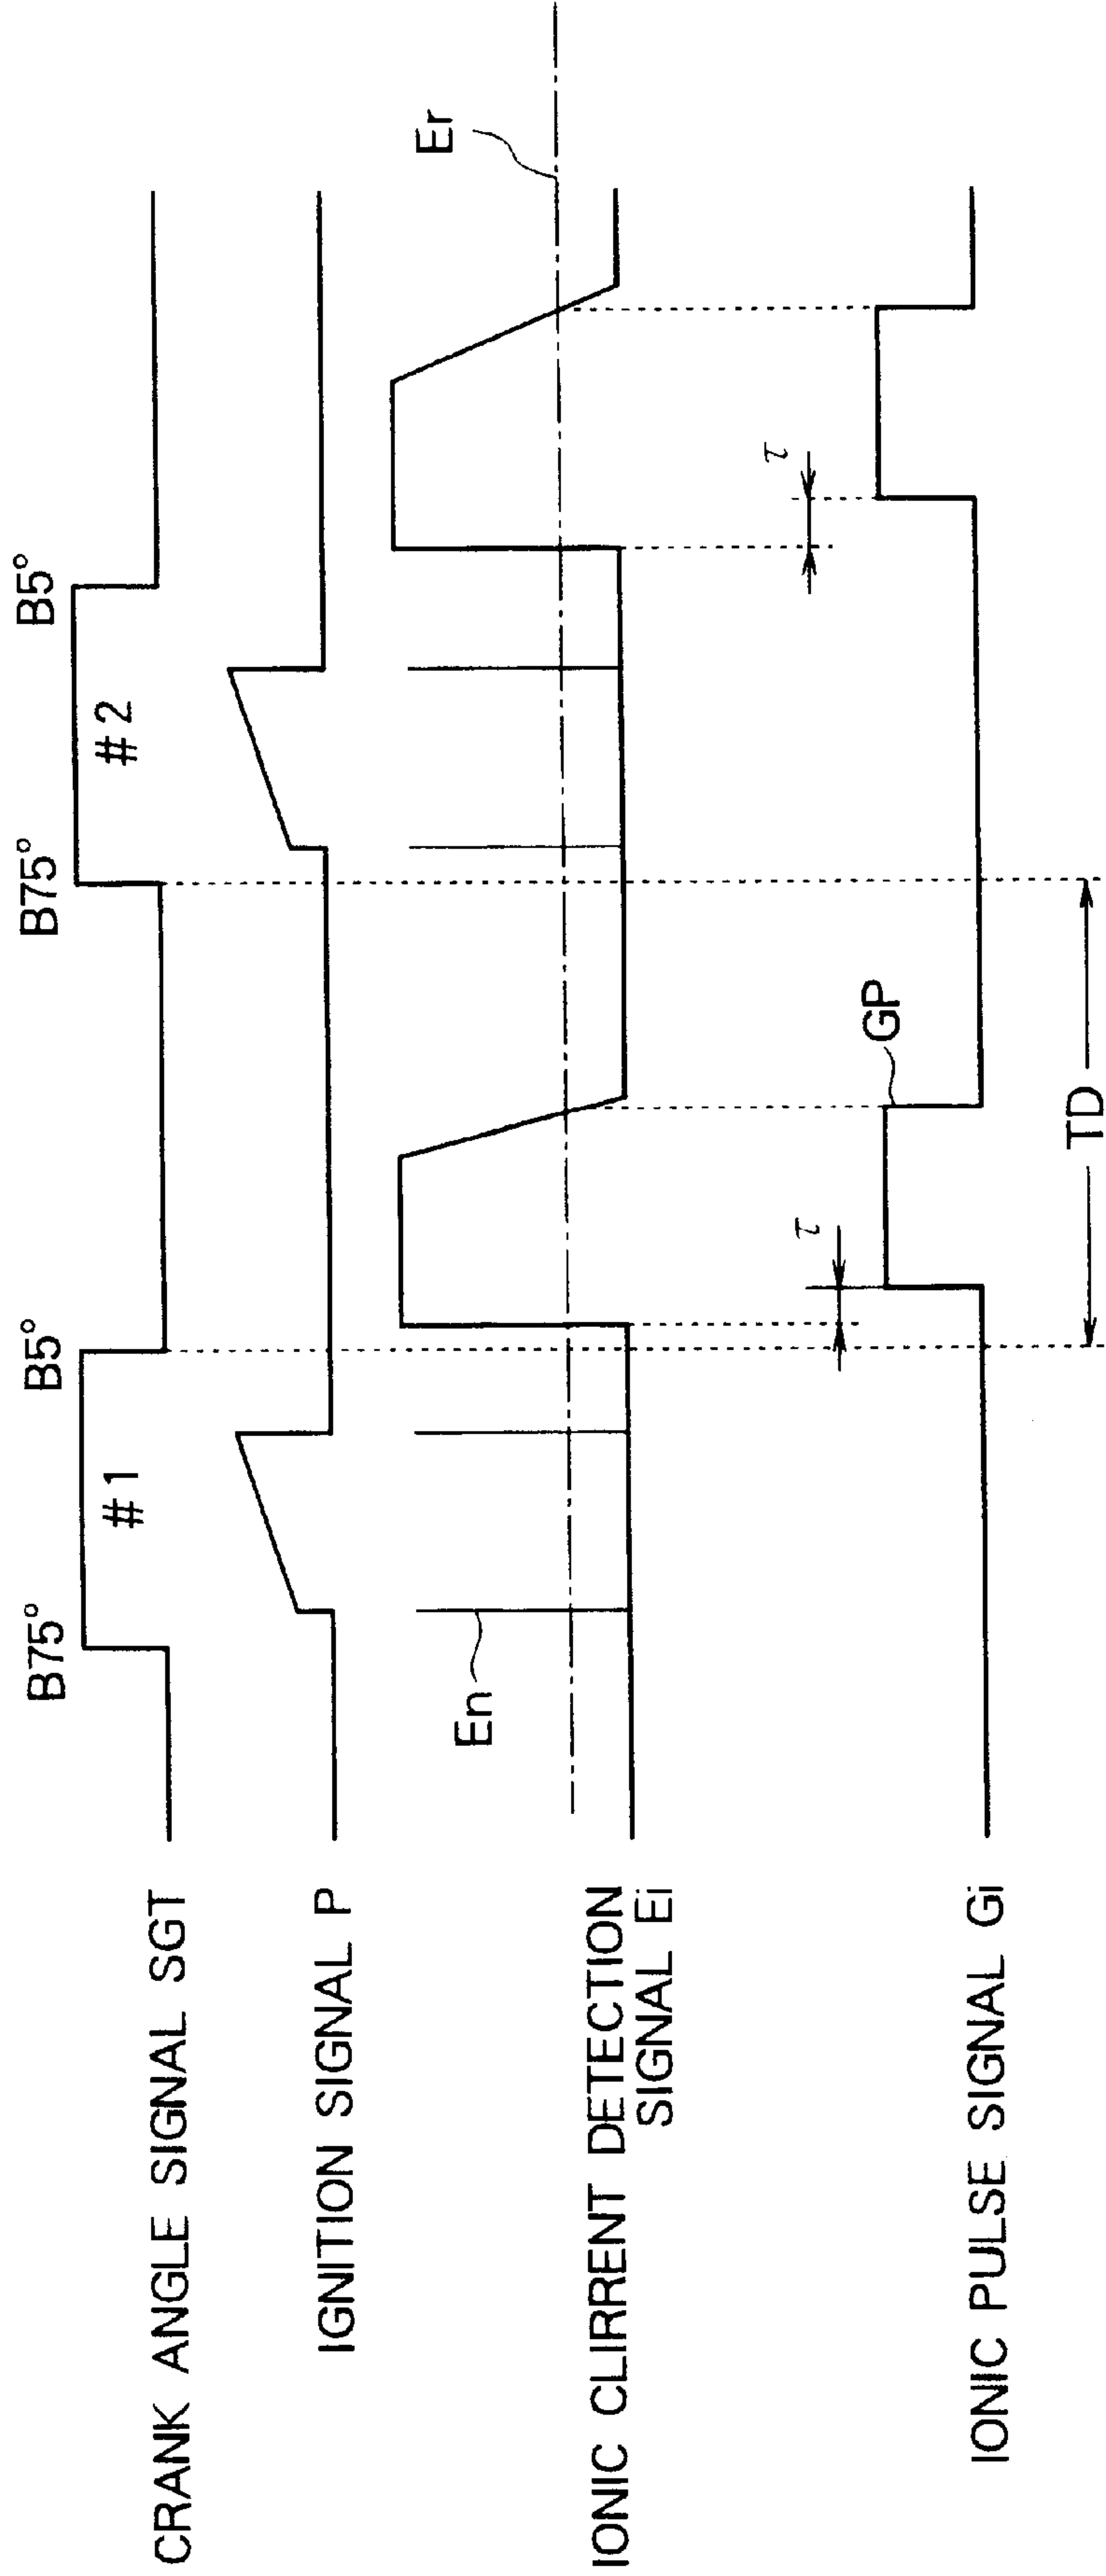 B75°
B5°
B75°
B5°
CRANK ANGLE SIGNAL SGT
#1
#2
IGNITION SIGNAL P
En
Er
IONIC CLIRRENT DETECTION
SIGNAL Ei
τ
τ
GP
IONIC PULSE SIGNAL Gi
TD